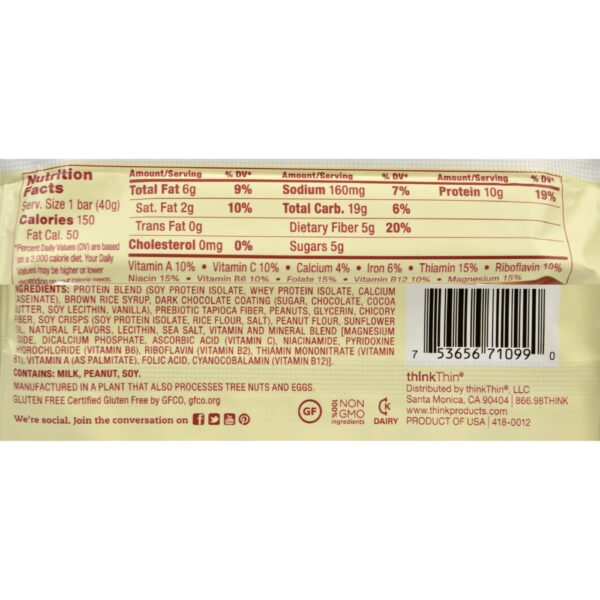 Nutrition Facts
Serv. Size 1 bar (40g)
Calories 150
Fat Cal. 50
*Percent Daily Values (DV) are based
on a 2,000 calorie diet. Your Daily
Values may be higher or lower
calorie needs.
Amount/Serving % DV*
Total Fat 6g 9%
Sat. Fat 2g 10%
Trans Fat 0g
Cholesterol 0mg 0%
Amount/Serving % DV*
Sodium 160mg 7%
Total Carb. 19g 6%
Dietary Fiber 5g 20%
Sugars 5g
Amount/Serving % DV*
Protein 10g 19%
Vitamin A 10% • Vitamin C 10% • Calcium 4% • Iron 6% • Thiamin 15% • Riboflavin 10%
Niacin 15% • Vitamin B6 10% • Folate 15% • Vitamin B12 10% • Magnesium 15%
INGREDIENTS: PROTEIN BLEND (SOY PROTEIN ISOLATE, WHEY PROTEIN ISOLATE, CALCIUM
CASEINATE), BROWN RICE SYRUP, DARK CHOCOLATE COATING (SUGAR, CHOCOLATE, COCOA
BUTTER, SOY LECITHIN, VANILLA), PREBIOTIC TAPIOCA FIBER, PEANUTS, GLYCERIN, CHICORY
FIBER, SOY CRISPS (SOY PROTEIN ISOLATE, RICE FLOUR, SALT), PEANUT FLOUR, SUNFLOWER
OIL, NATURAL FLAVORS, LECITHIN, SEA SALT, VITAMIN AND MINERAL BLEND [MAGNESIUM
OXIDE, DICALCIUM PHOSPHATE, ASCORBIC ACID (VITAMIN C), NIACINAMIDE, PYRIDOXINE
HYDROCHLORIDE (VITAMIN B6), RIBOFLAVIN (VITAMIN B2), THIAMIN MONONITRATE (VITAMIN
B1), VITAMIN A (AS PALMITATE), FOLIC ACID, CYANOCOBALAMIN (VITAMIN B12)].
CONTAINS: MILK, PEANUT, SOY.
MANUFACTURED IN A PLANT THAT ALSO PROCESSES TREE NUTS AND EGGS.
GLUTEN FREE Certified Gluten Free by GFCO, gfco.org
We're social. Join the conversation on
GF
100% NON GMO ingredients
K DAIRY
7 53656 71099 0
thinkThin®
Distributed by thinkThin®, LLC
Santa Monica, CA 90404 | 866.98THINK
www.thinkproducts.com
PRODUCT OF USA | 418-0012